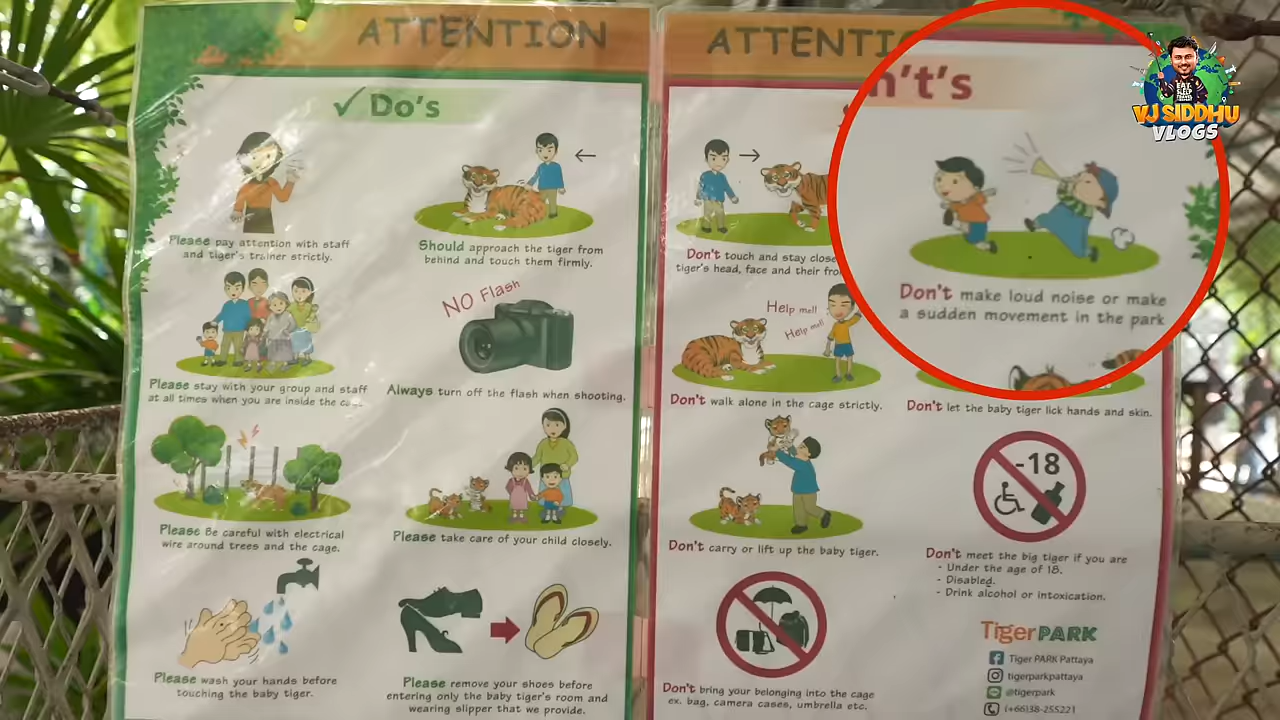 ATTENTION
✓ Do's
Please pay attention with staff
and tiger's trainer strictly.
Should approach the tiger from
behind and touch them firmly.
Please stay with your group and staff
at all times when you are inside the
NO Flash
Always turn off the flash when shooting.
Please Be careful with electrical
wire around trees and the cage.
Please take care of your child closely.
Please wash your hands before
touching the baby tiger.
Please remove your shoes before
entering only the baby tiger's room and
wearing slipper that we provide.
ATTENTIO
n't's
Don't touch and stay close
tiger's head, face and their fro
Don't make loud noise or make
a sudden movement in the park
Help me!!
Help me!!
Don't walk alone in the cage strictly.
Don't let the baby tiger lick hands and skin.
Don't carry or lift up the baby tiger.
-18
Don't meet the big tiger if you are
- Under the age of 18.
- Disabled.
- Drink alcohol or intoxication.
Don't bring your belonging into the cage
ex. bag, camera cases, umbrella etc.
Tiger PARK
Tiger PARK Pattaya
tigerparkpattaya
@tigerpark
(+66)38-255221
EAT
VJ SIDDHU
VLOGS